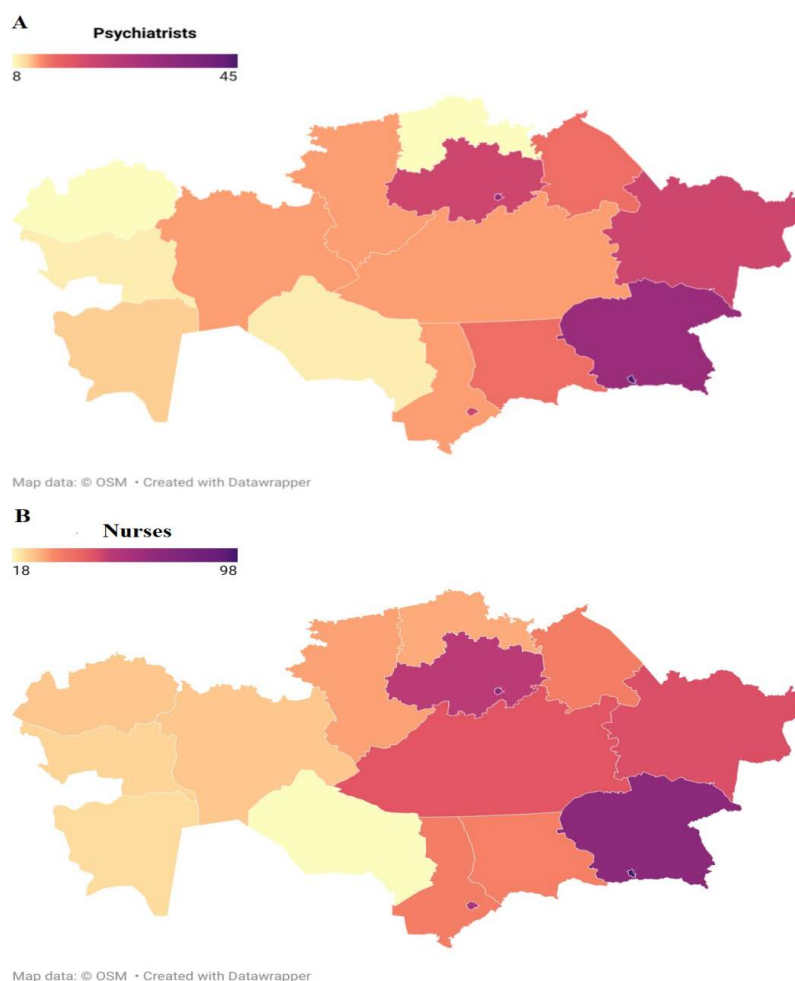 A
Psychiatrists
8 45
Map data: © OSM • Created with Datawrapper
B
Nurses
18 98
Map data: © OSM • Created with Datawrapper